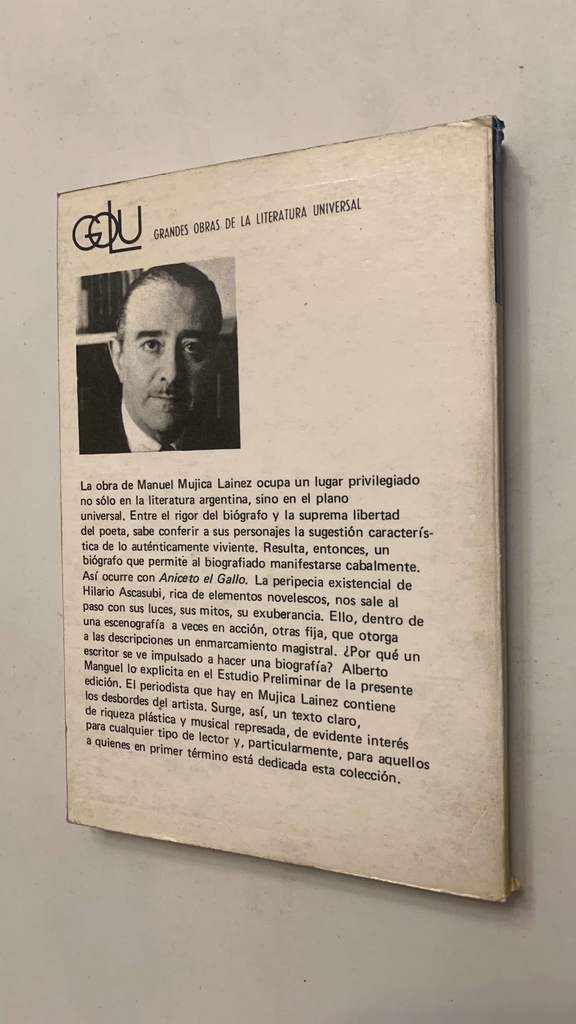 GOLU GRANDES OBRAS DE LA LITERATURA UNIVERSAL
La obra de Manuel Mujica Lainez ocupa un lugar privilegiado
no sólo en la literatura argentina, sino en el plano
universal. Entre el rigor del biógrafo y la suprema libertad
del poeta, sabe conferir a sus personajes la sugestión caracterís-
tica de lo auténticamente viviente. Resulta, entonces, un
biógrafo que permite al biografiado manifestarse cabalmente.
Así ocurre con Aniceto el Gallo. La peripecia existencial de
Hilario Ascasubi, rica de elementos novelescos, nos sale al
paso con sus luces, sus mitos, su exuberancia. Ello, dentro de
una escenografía a veces en acción, otras fija, que otorga
a las descripciones un enmarcamiento magistral. ¿Por qué un
escritor se ve impulsado a hacer una biografía? Alberto
Manguel lo explicita en el Estudio Preliminar de la presente
edición. El periodista que hay en Mujica Lainez contiene
los desbordes del artista. Surge, así, un texto claro,
de riqueza plástica y musical represada, de evidente interés
para cualquier tipo de lector y, particularmente, para aquellos
a quienes en primer término está dedicada esta colección.